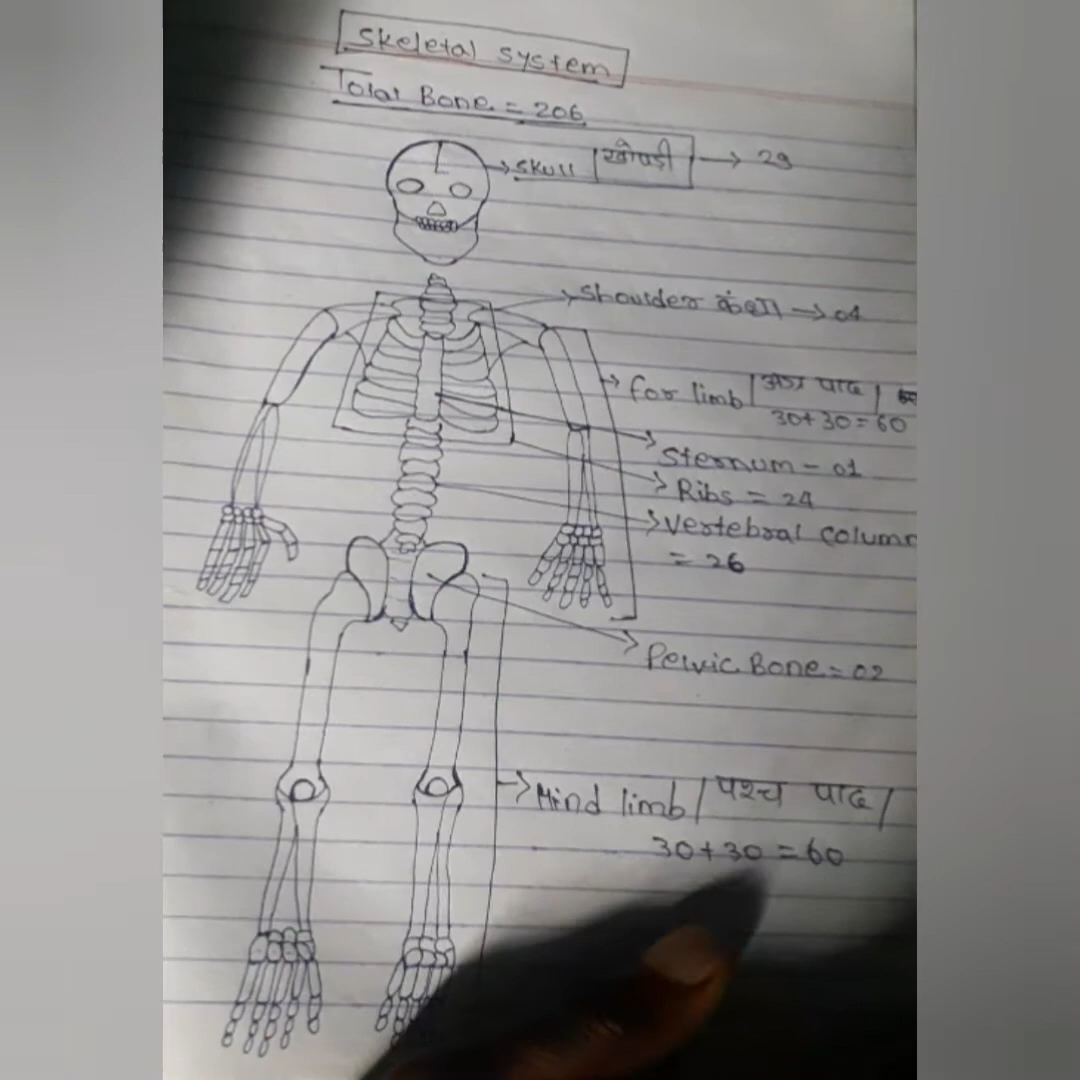 Skeletal System
Total Bone = 206
→ Skull | खोपडी → 29
→ Shoulder कंधा → 04
→ for limb | अग्र पाद |
30+30=60
→ Sternum - 01
→ Ribs = 24
→ Vertebral Column
= 26
→ Pelvic Bone = 02
→ Hind limb | पश्च पाद |
30+30=60